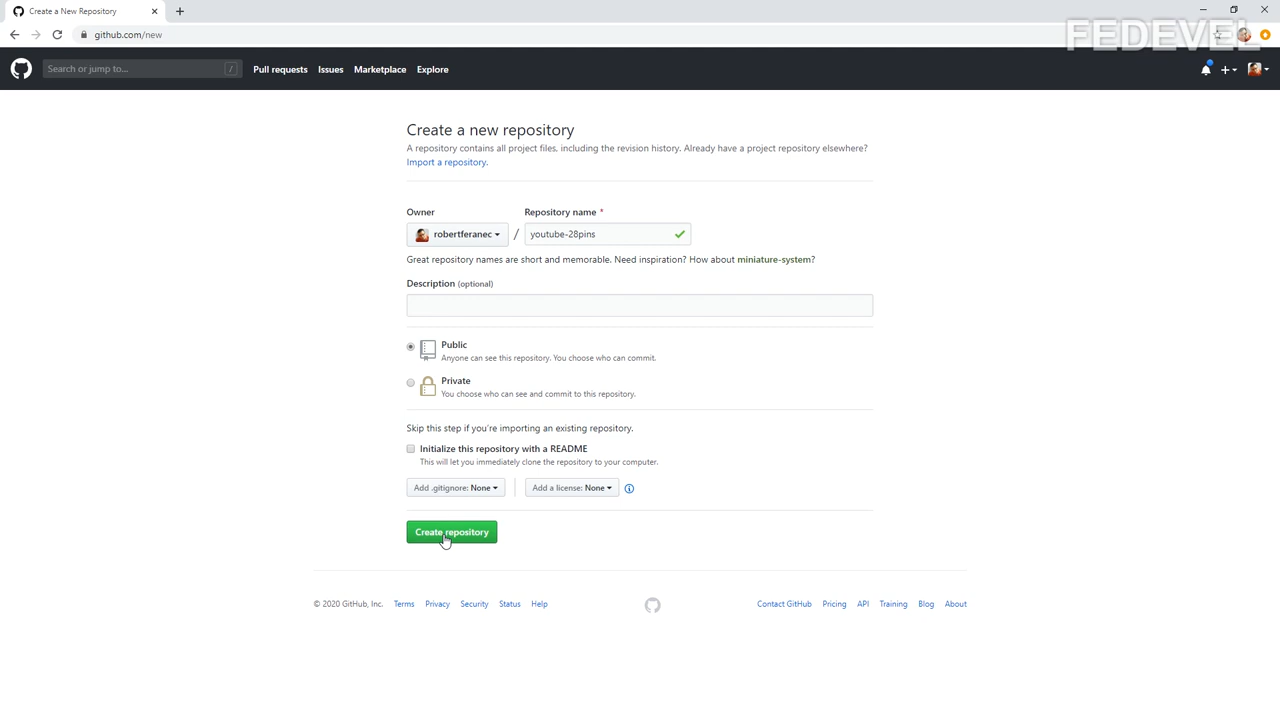 Create a New Repository
github.com/new
FEDEVEL
Search or jump to... /
Pull requests Issues Marketplace Explore
Create a new repository
A repository contains all project files, including the revision history. Already have a project repository elsewhere?
Import a repository.
Owner Repository name *
robertferanec / youtube-28pins
Great repository names are short and memorable. Need inspiration? How about miniature-system?
Description (optional)
Public
Anyone can see this repository. You choose who can commit.
Private
You choose who can see and commit to this repository.
Skip this step if you're importing an existing repository.
Initialize this repository with a README
This will let you immediately clone the repository to your computer.
Add .gitignore: None Add a license: None
Create repository
© 2020 GitHub, Inc. Terms Privacy Security Status Help Contact GitHub Pricing API Training Blog About